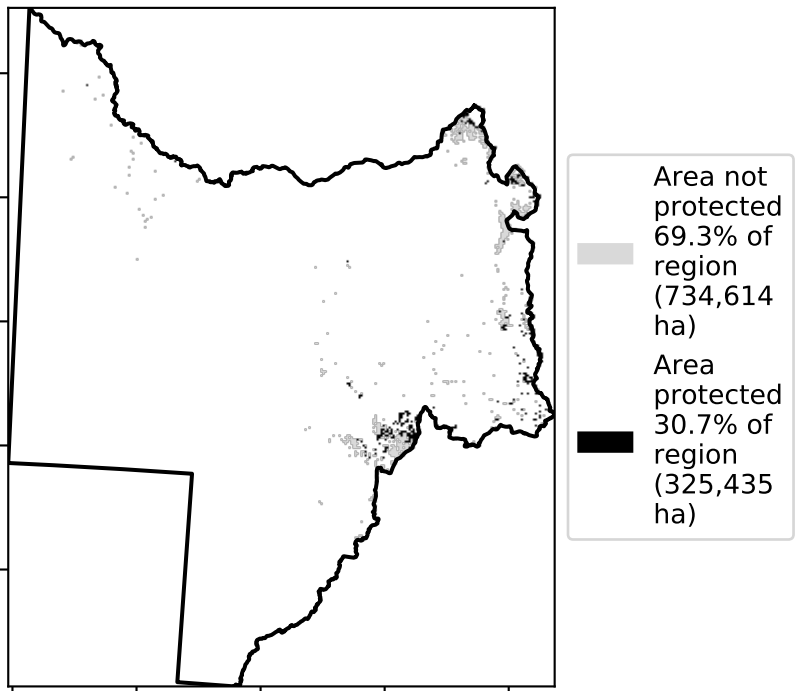 Area not
protected
69.3% of
region
(734,614
ha)
Area
protected
30.7% of
region
(325,435
ha)